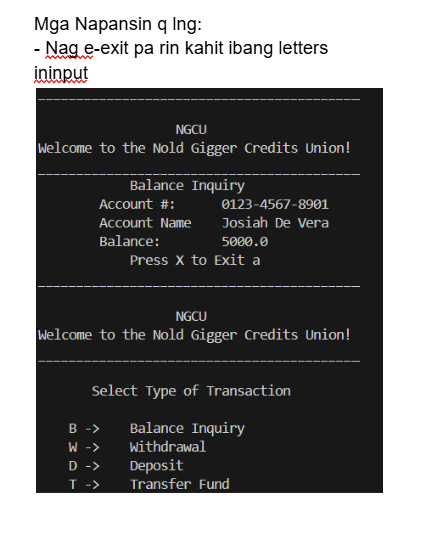 Mga Napansin q lng:
- Nag e-exit pa rin kahit ibang letters
ininput
NGCU
Welcome to the Nold Gigger Credits Union!
Balance Inquiry
Account #: 0123-4567-8901
Account Name Josiah De Vera
Balance: 5000.0
Press X to Exit a
NGCU
Welcome to the Nold Gigger Credits Union!
Select Type of Transaction
B -> Balance Inquiry
W -> Withdrawal
D -> Deposit
T -> Transfer Fund